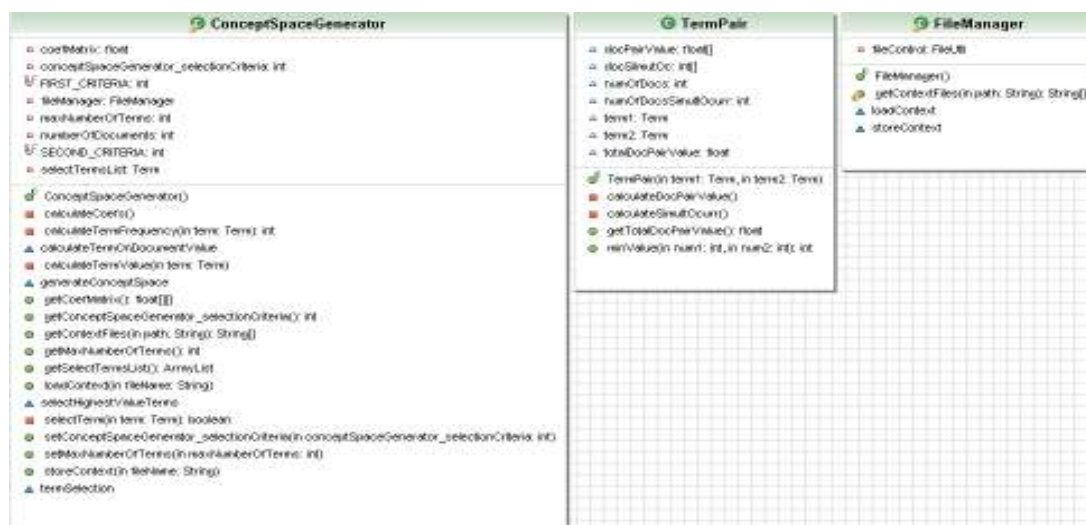 ConceptSpaceGenerator
coefMatrix: float
conceptSpaceGenerator_selectionCriteria: int
FIRST_CRITERIA: int
fileManager: FileManager
maxNumberOfTerms: int
numberOfDocuments: int
SECOND_CRITERIA: int
selectTermsList: Term
ConceptSpaceGenerator()
calculateCoefs()
calculateTermFrequency(in term: Term): int
calculateTermOnDocumentValue
calculateTermValue(in term: Term)
generateConceptSpace
getCoefMatrix(): float[][]
getConceptSpaceGenerator_selectionCriteria(): int
getContextFiles(in path: String): String[]
getMaxNumberOfTerms(): int
getSelectTermsList(): ArrayList
loadContext(in fileName: String)
selectHighestValueTerms
selectTerm(in term: Term): boolean
setConceptSpaceGenerator_selectionCriteria(in conceptSpaceGenerator_selectionCriteria: int)
setMaxNumberOfTerms(in maxNumberOfTerms: int)
storeContext(in fileName: String)
termSelection
TermPair
docPairValue: float[]
docSimutOc: int[]
numOfDocs: int
numOfDocsSimultOcurr: int
term1: Term
term2: Term
totalDocPairValue: float
TermPair(in term1: Term, in term2: Term)
calculateDocPairValue()
calculateSimultOcurr()
getTotalDocPairValue(): float
minValue(in num1: int, in num2: int): int
FileManager
fileControl: FileUtil
FileManager()
getContextFiles(in path: String): String[]
loadContext
storeContext